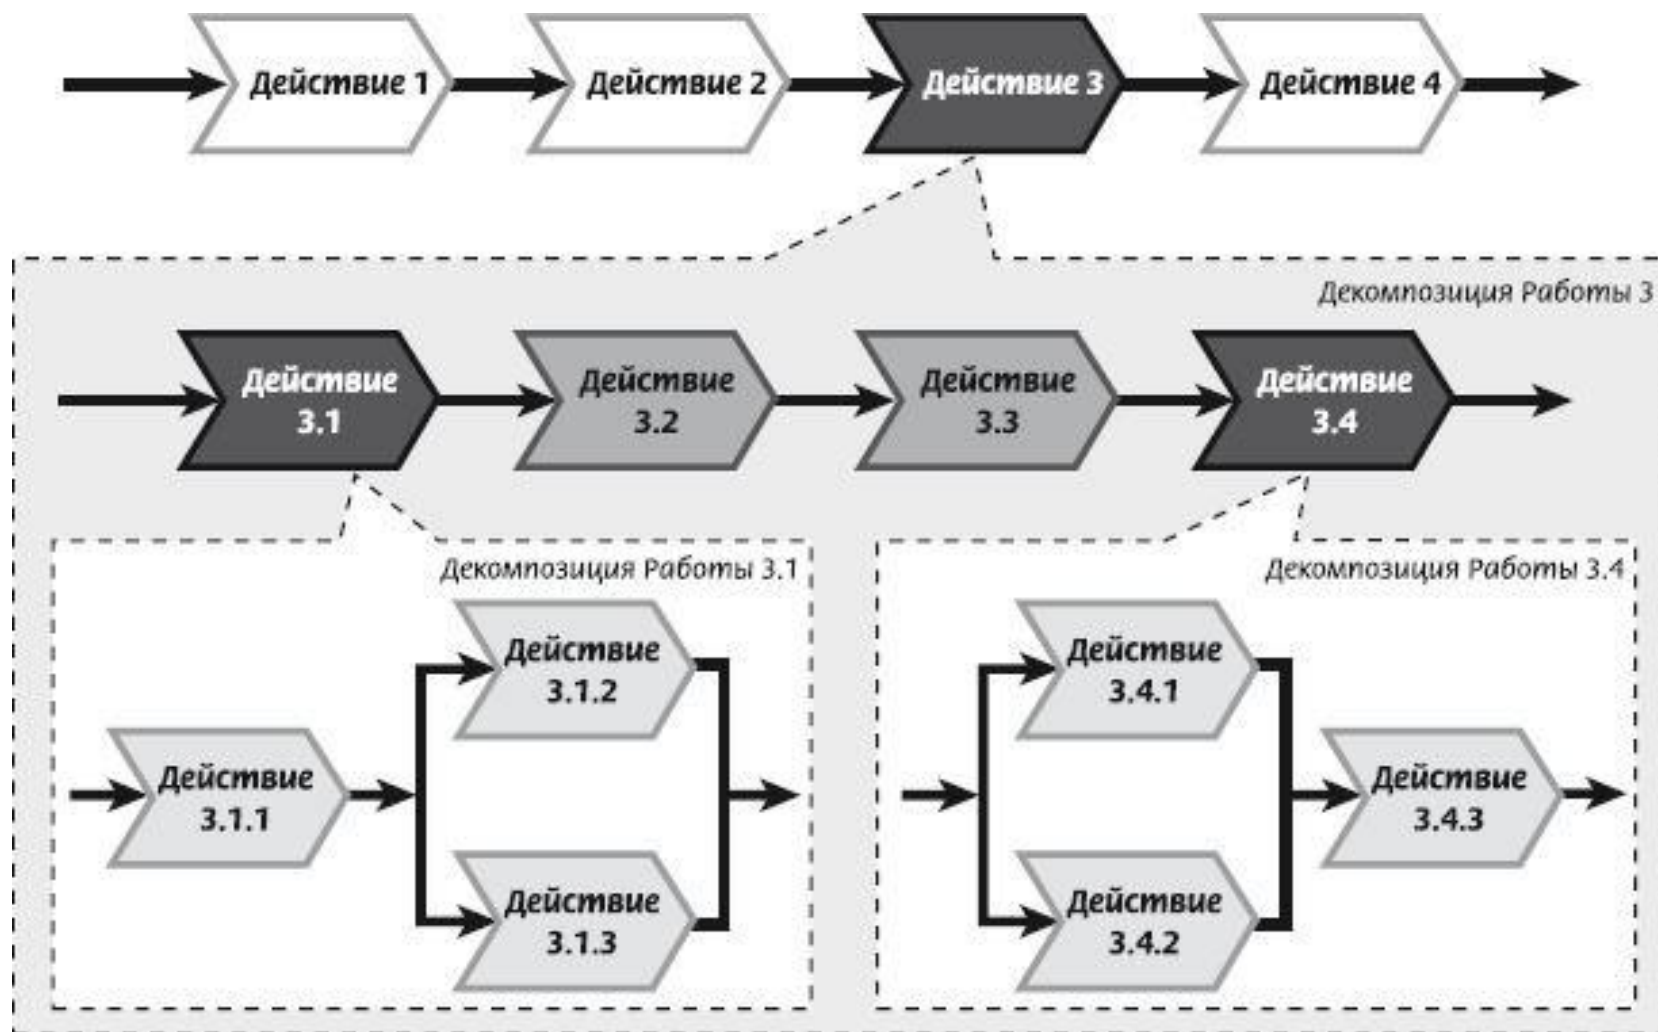 Действие 1
Действие 2
Действие 3
Действие 4
Декомпозиция Работы 3
Действие
3.1
Действие
3.2
Действие
3.3
Действие
3.4
Декомпозиция Работы 3.1
Действие
3.1.1
Действие
3.1.2
Действие
3.1.3
Декомпозиция Работы 3.4
Действие
3.4.1
Действие
3.4.2
Действие
3.4.3